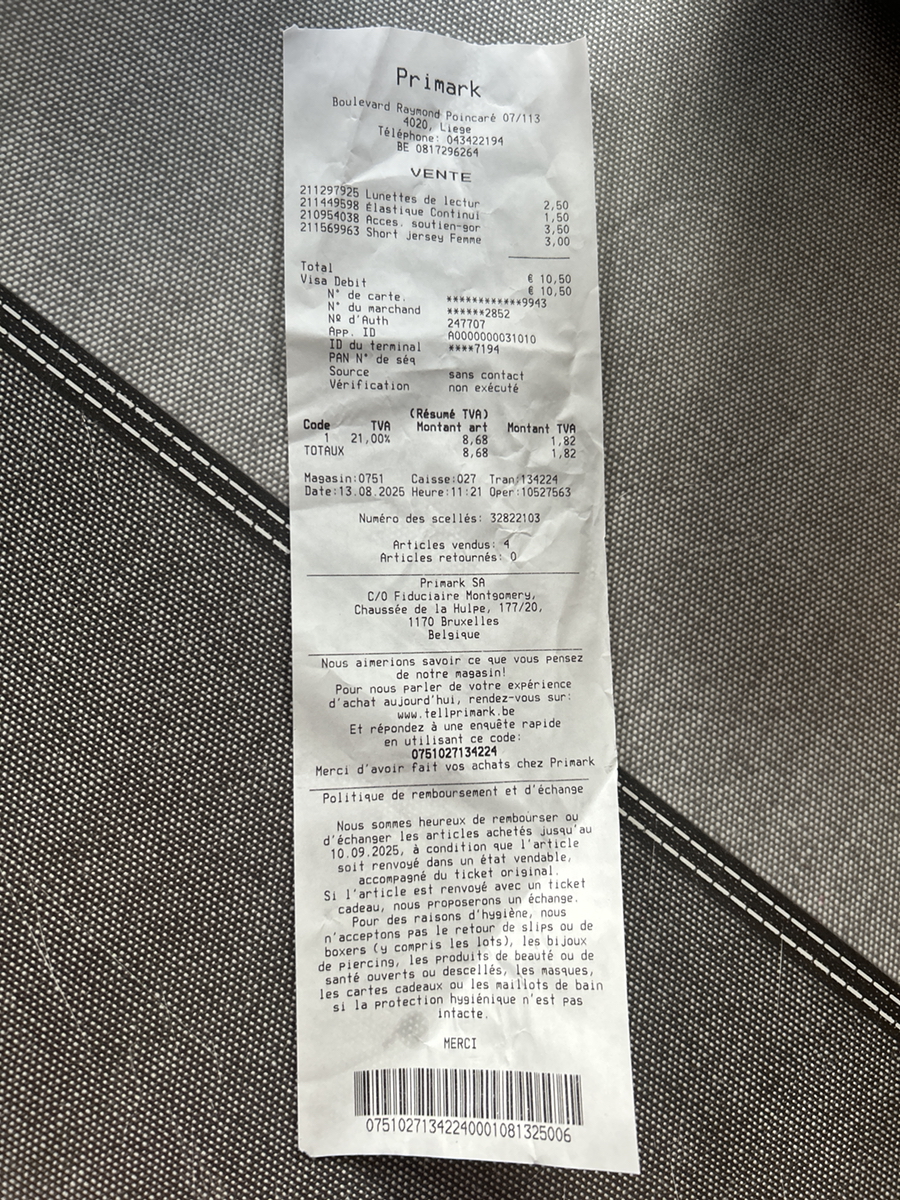 Primark
Boulevard Raymond Poincaré 07/113
4020, Liege
Téléphone: 043422194
BE 0817296264
VENTE
211297925 Lunettes de lectur 2,50
211449598 Élastique Continui 1,50
210954038 Acces. soutien-gor 3,50
211569963 Short Jersey Femme 3,00
Total € 10,50
Visa Debit € 10,50
N° de carte. ************9943
N° du marchand ******2852
Nº d'Auth 247707
App. ID A0000000031010
ID du terminal ****7194
PAN N° de séq
Source sans contact
Vérification non exécuté
(Résumé TVA)
Code TVA Montant art Montant TVA
1 21,00% 8,68 1,82
TOTAUX 8,68 1,82
Magasin:0751 Caisse:027 Tran:134224
Date:13.08.2025 Heure:11:21 Oper:10527563
Numéro des scellés: 32822103
Articles vendus: 4
Articles retournés: 0
Primark SA
C/O Fiduciaire Montgomery,
Chaussée de la Hulpe, 177/20,
1170 Bruxelles
Belgique
Nous aimerions savoir ce que vous pensez
de notre magasin!
Pour nous parler de votre expérience
d'achat aujourd'hui, rendez-vous sur:
www.tellprimark.be
Et répondez à une enquête rapide
en utilisant ce code:
0751027134224
Merci d'avoir fait vos achats chez Primark
Politique de remboursement et d'échange
Nous sommes heureux de rembourser ou
d'échanger les articles achetés jusqu'au
10.09.2025, à condition que l'article
soit renvoyé dans un état vendable,
accompagné du ticket original.
Si l'article est renvoyé avec un ticket
cadeau, nous proposerons un échange.
Pour des raisons d'hygiène, nous
n'acceptons pas le retour de slips ou de
boxers (y compris les lots), les bijoux
de piercing, les produits de beauté ou de
santé ouverts ou descellés, les masques,
les cartes cadeaux ou les maillots de bain
si la protection hygiénique n'est pas
intacte.
MERCI
07510271342240001081325006